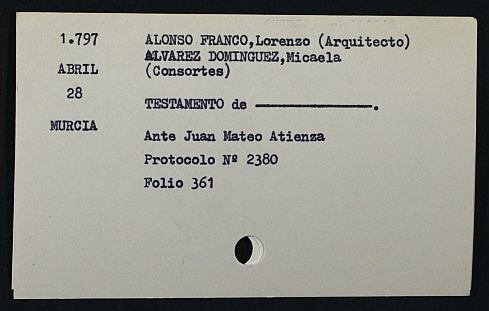 1.797
ALONSO FRANCO,Lorenzo (Arquitecto)
ALVAREZ DOMINGUEZ,Micaela
ABRIL
(Consortes)
28
TESTAMENTO de ————————.
MURCIA
Ante Juan Mateo Atienza
Protocolo Nº 2380
Folio 361